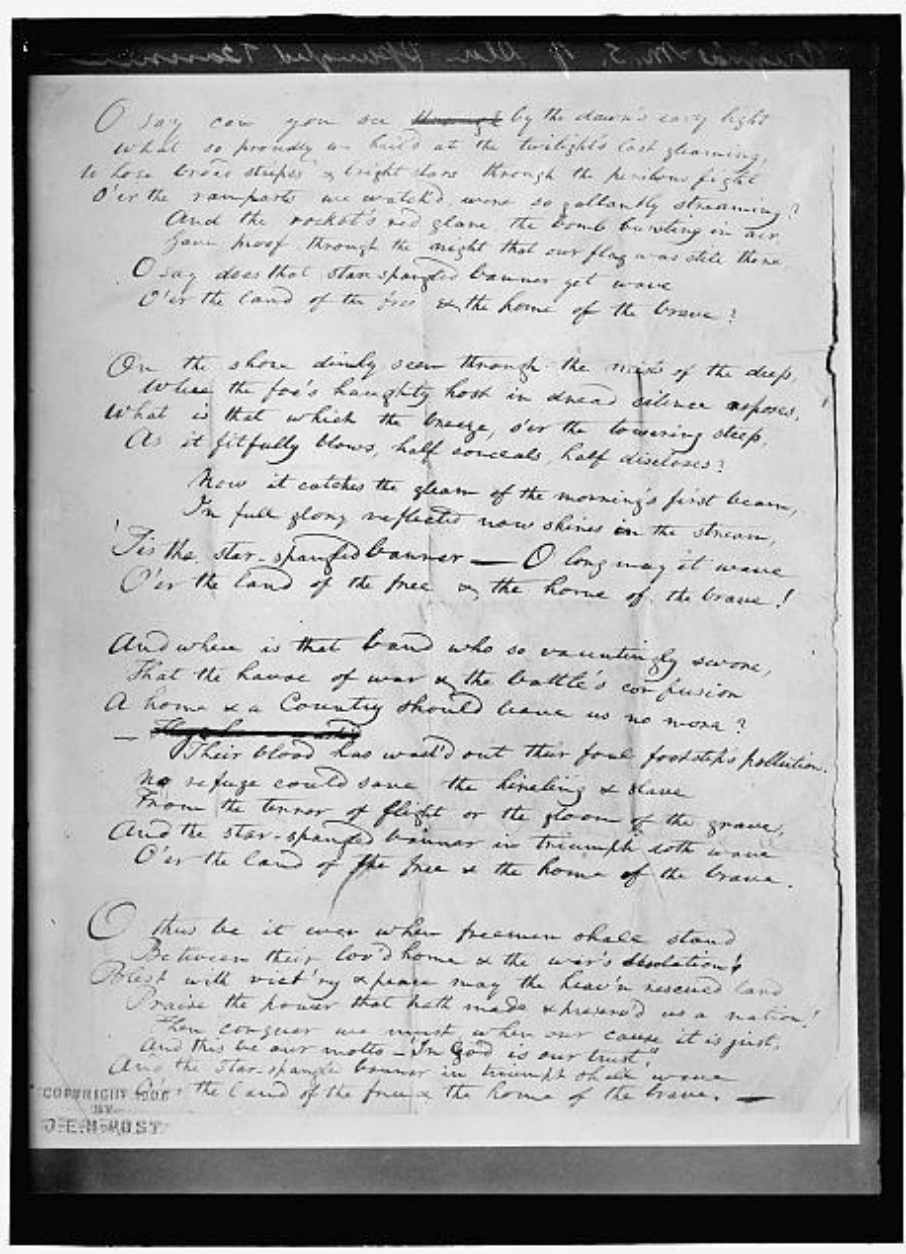 Original M.S. of Star Spangled Banner
O say can you see through by the dawn's early light
What so proudly we hail'd at the twilight's last gleaming,
Whose broad stripes & bright stars through the perilous fight
O'er the ramparts we watch'd, were so gallantly streaming?
And the rocket's red glare, the bomb bursting in air,
Gave proof through the night that our flag was still there
O say does that star-spangled banner yet wave
O'er the land of the free & the home of the brave?
On the shore dimly seen through the mists of the deep,
Where the foe's haughty host in dread silence reposes,
What is that which the breeze, o'er the towering steep,
As it fitfully blows, half conceals, half discloses?
Now it catches the gleam of the morning's first beam,
In full glory reflected now shines in the stream,
'Tis the star-spangled banner — O long may it wave
O'er the land of the free & the home of the brave!
And where is that band who so vauntingly swore,
That the havoc of war & the battle's confusion
A home & a Country should leave us no more?
—
Their blood has wash'd out their foul footstep's pollution.
No refuge could save the hireling & slave
From the terror of flight or the gloom of the grave,
And the star-spangled banner in triumph doth wave
O'er the land of the free & the home of the brave.
O thus be it ever when freemen shall stand
Between their lov'd home & the war's desolation!
Blest with vict'ry & peace may the heav'n rescued land
Praise the power that hath made & preserv'd us a nation!
Then conquer we must, when our cause it is just,
And this be our motto - "In God is our trust"
And the star-spangled banner in triumph shall wave
O'er the land of the free & the home of the brave. —
COPYRIGHT
BY